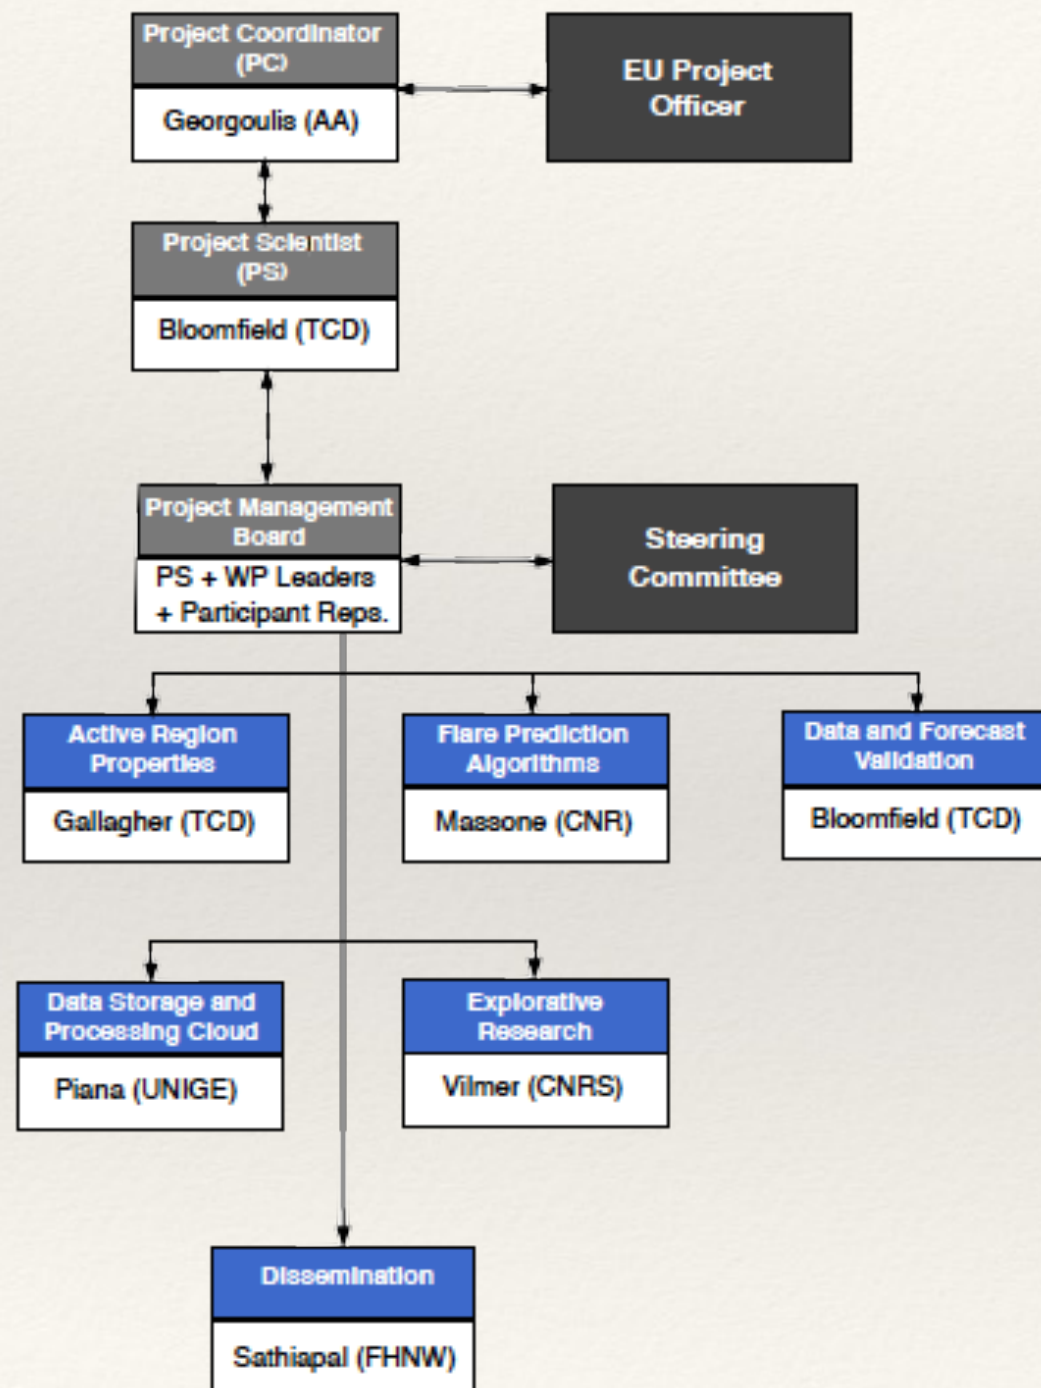 Project Coordinator
(PC)
Georgoulis (AA)
EU Project
Officer
Project Scientist
(PS)
Bloomfield (TCD)
Project Management
Board
PS + WP Leaders
+ Participant Reps.
Steering
Committee
Active Region
Properties
Gallagher (TCD)
Flare Prediction
Algorithms
Massone (CNR)
Data and Forecast
Validation
Bloomfield (TCD)
Data Storage and
Processing Cloud
Piana (UNIGE)
Explorative
Research
Vilmer (CNRS)
Dissemination
Sathiapal (FHNW)